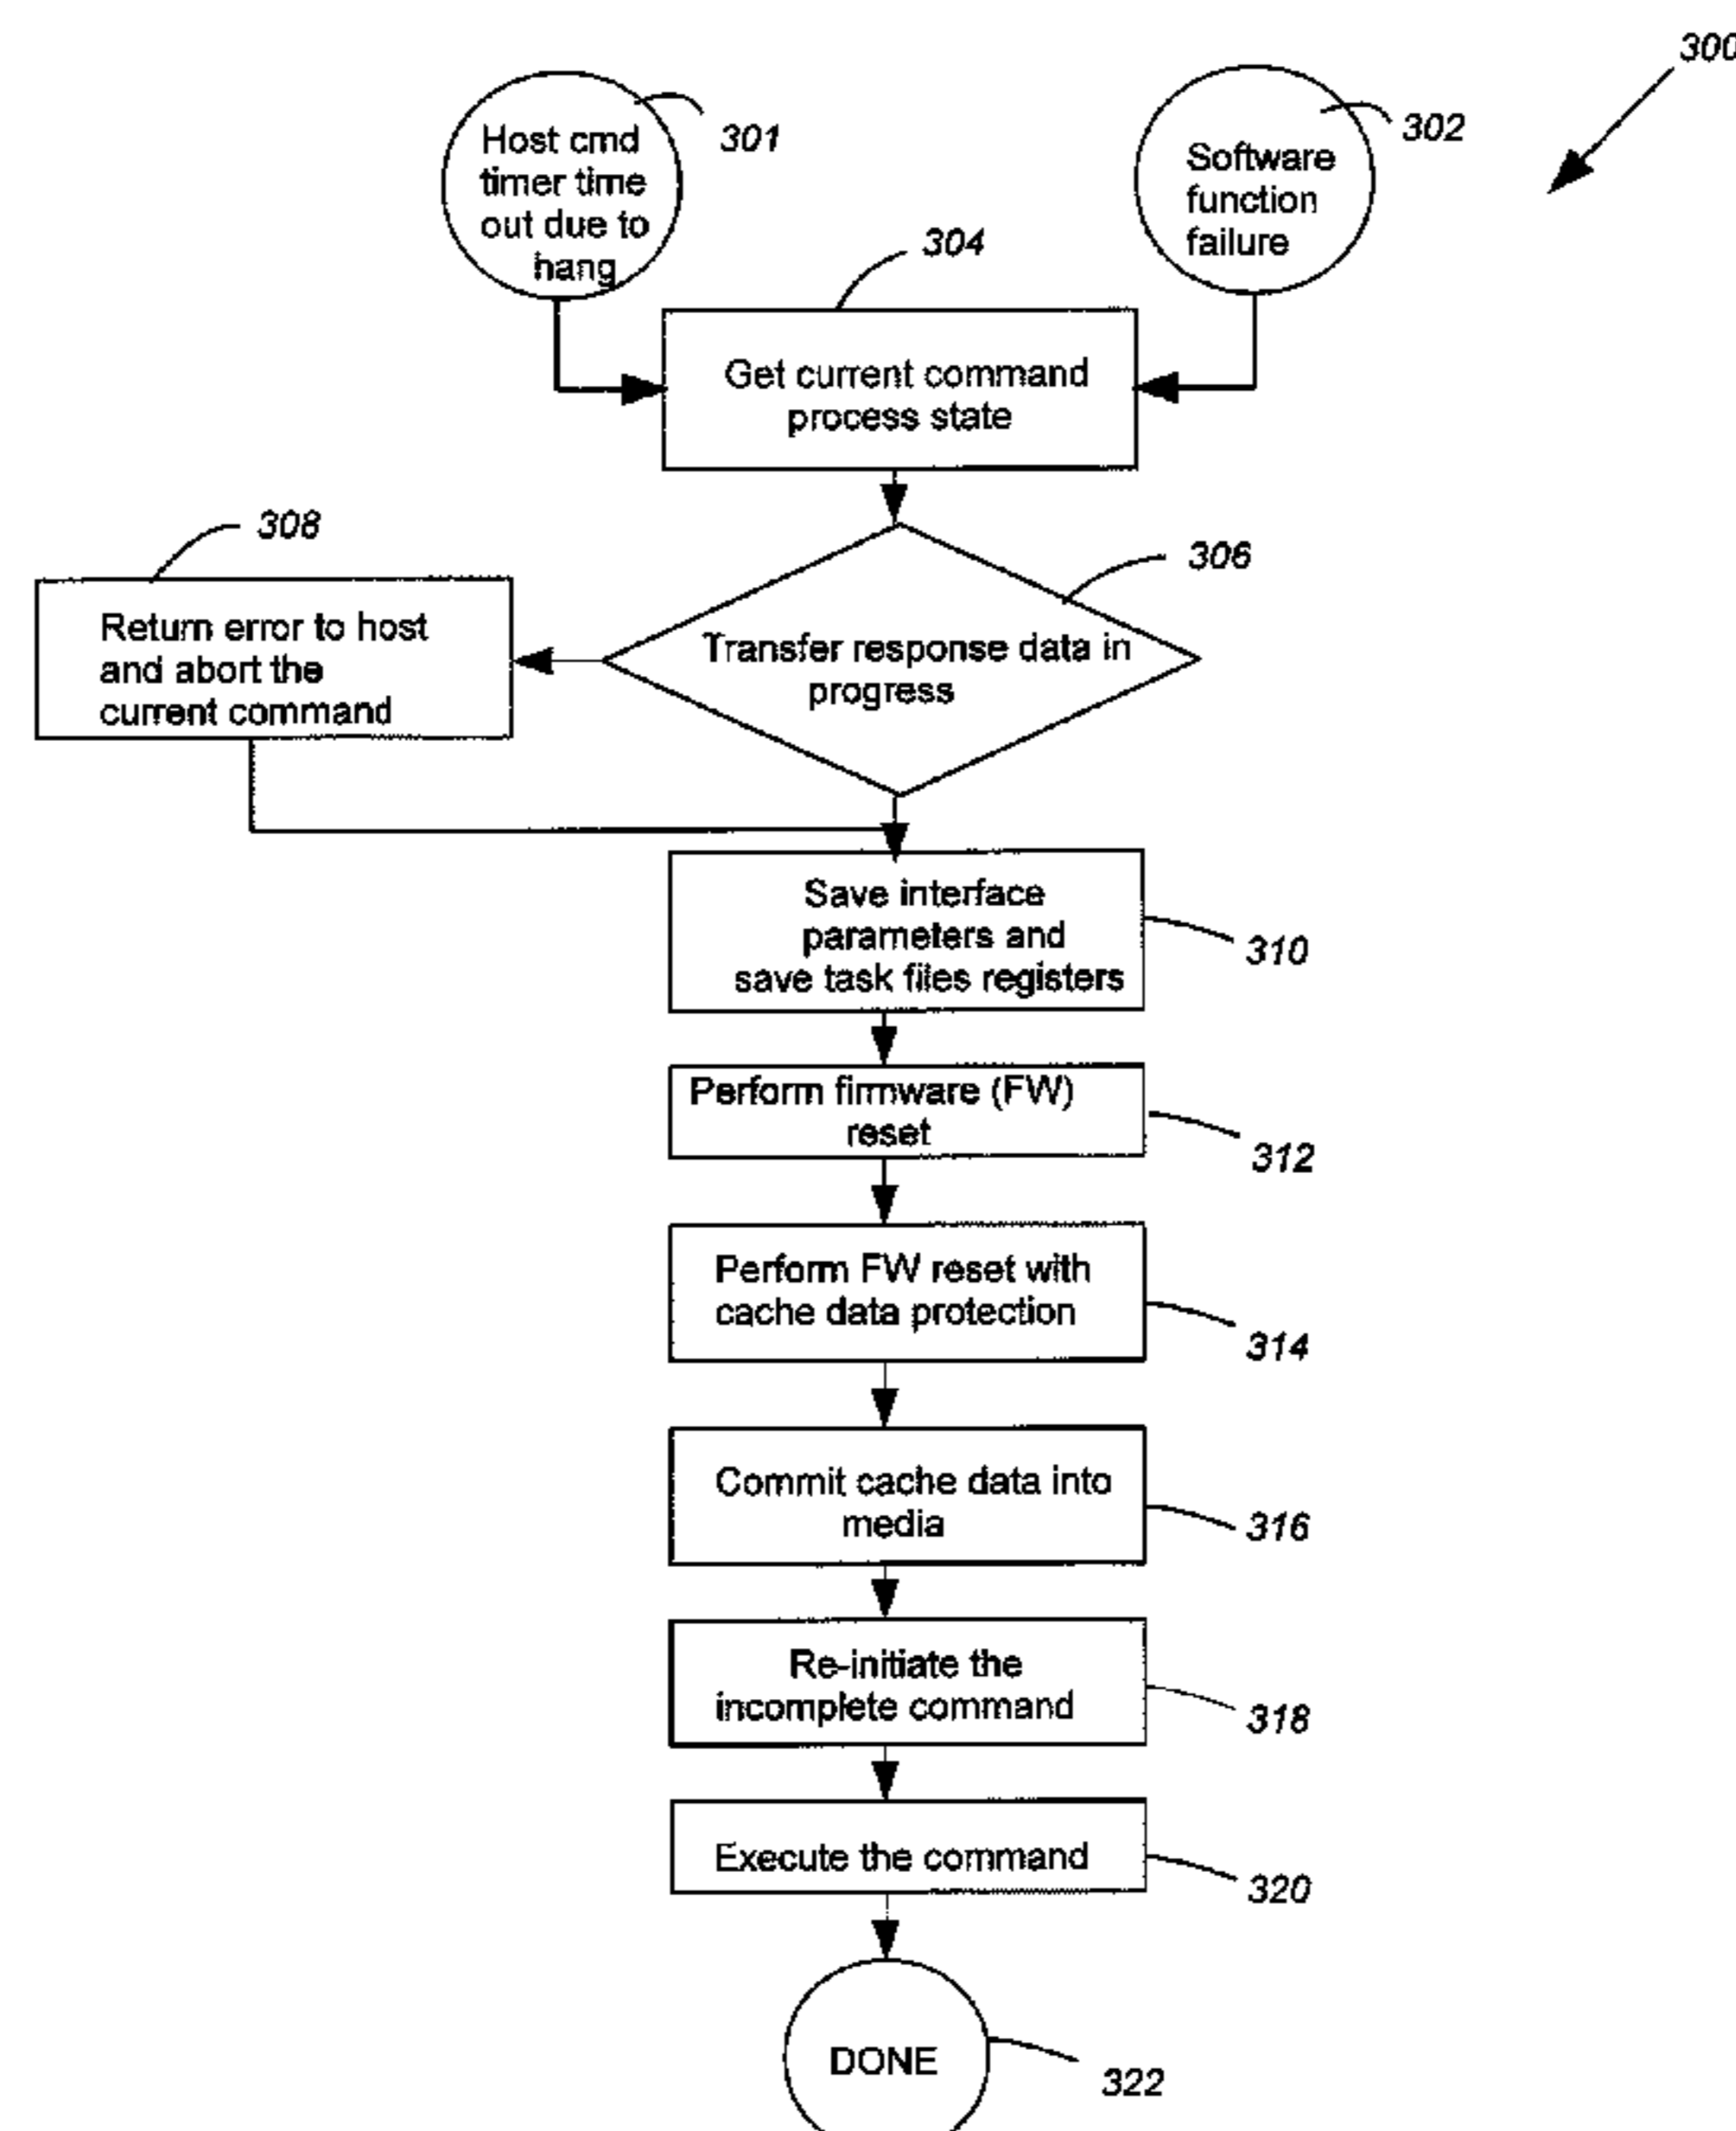 300
301
Host cmd
timer time
out due to
hang
302
Software
function
failure
304
Get current command
process state
308
306
Return error to host
and abort the
current command
Transfer response data in
progress
Save interface
parameters and
save task files registers
310
Perform firmware (FW)
reset
312
Perform FW reset with
cache data protection
314
Commit cache data into
media
316
Re-initiate the
incomplete command
318
Execute the command
320
DONE
322